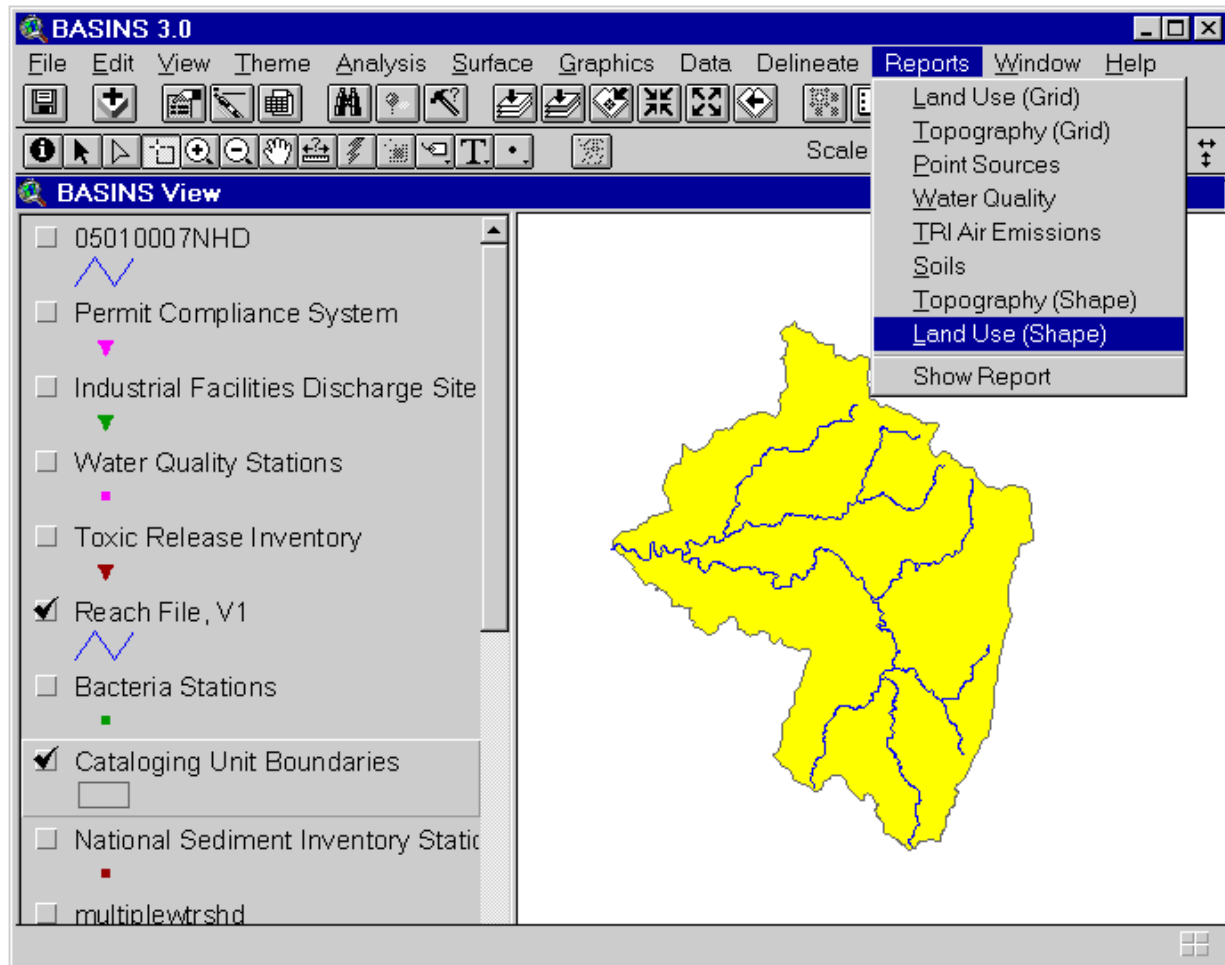 BASINS 3.0
File Edit View Theme Analysis Surface Graphics Data Delineate Reports Window Help
Land Use (Grid)
Topography (Grid)
Point Sources
Water Quality
TRI Air Emissions
Soils
Topography (Shape)
Land Use (Shape)
Show Report
T
Scale
BASINS View
05010007NHD
Permit Compliance System
Industrial Facilities Discharge Site
Water Quality Stations
Toxic Release Inventory
Reach File, V1
Bacteria Stations
Cataloging Unit Boundaries
National Sediment Inventory Static
multiplewtrshd